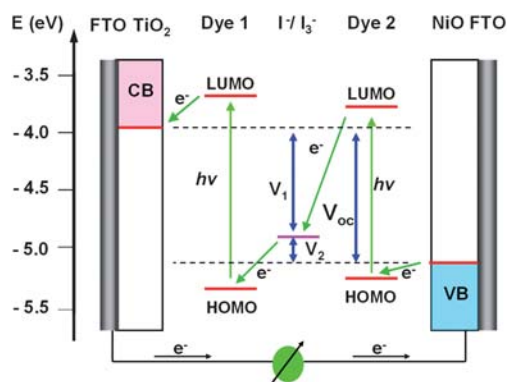 E (eV) FTO TiO₂ Dye 1 I⁻/ I₃⁻ Dye 2 NiO FTO
- 3.5
- 4.0
- 4.5
- 5.0
- 5.5
CB
e⁻
LUMO
hv
HOMO
e⁻
V₁
V₂
e⁻
Voc
LUMO
hv
HOMO
e⁻
VB
e⁻
e⁻